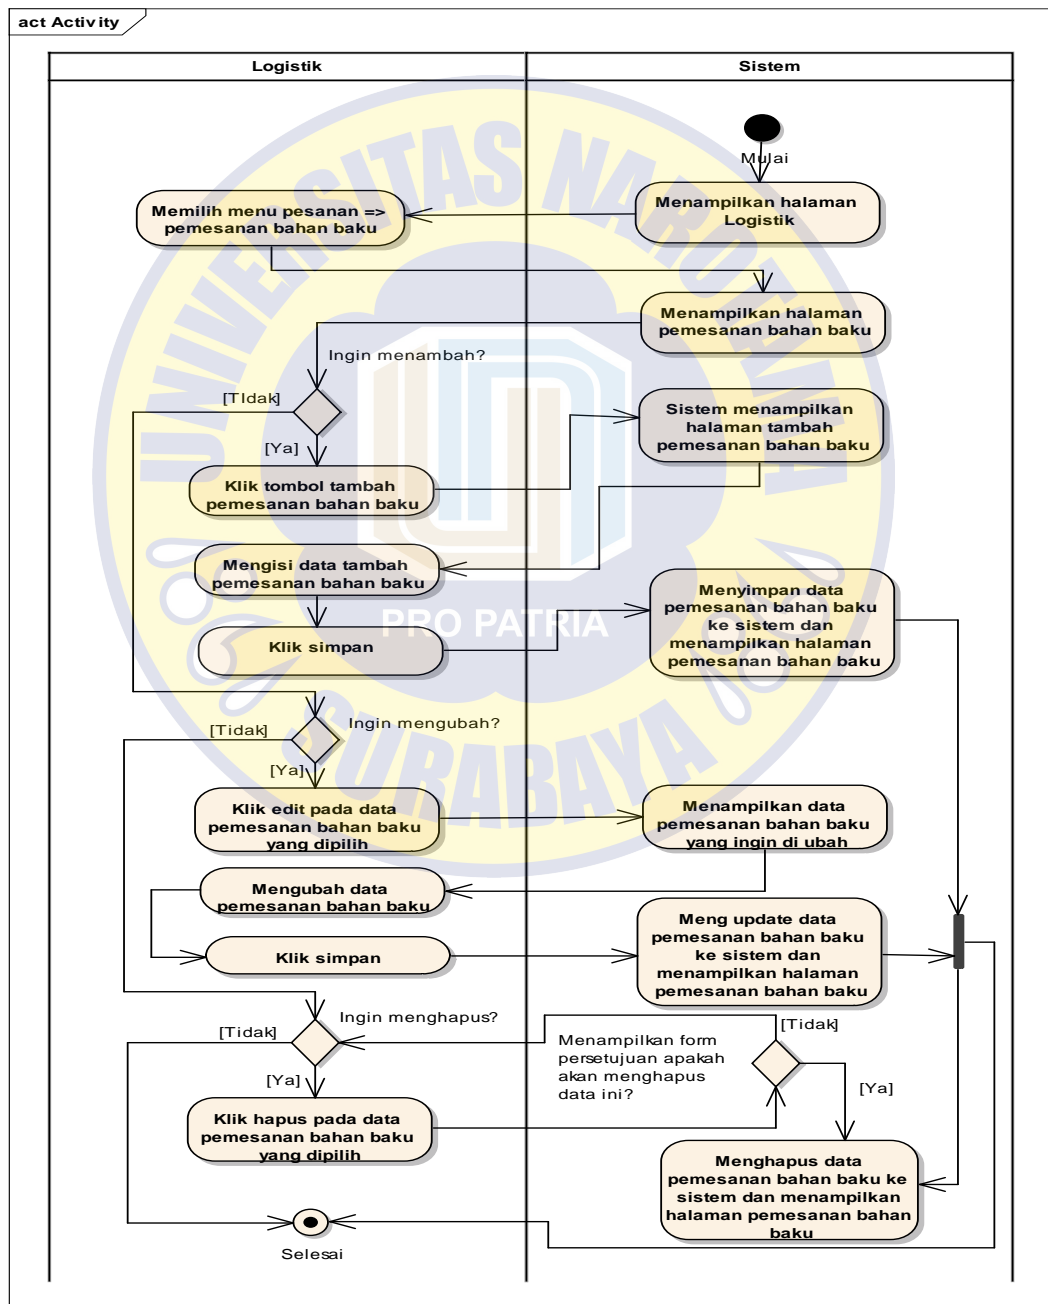 act Activity
Logistik
Sistem
Mulai
Menampilkan halaman
Logistik
Memilih menu pesanan =>
pemesanan bahan baku
Menampilkan halaman
pemesanan bahan baku
Ingin menambah?
[TIdak]
[Ya]
Sistem menampilkan
halaman tambah
pemesanan bahan baku
Klik tombol tambah
pemesanan bahan baku
Mengisi data tambah
pemesanan bahan baku
Klik simpan
Menyimpan data
pemesanan bahan baku
ke sistem dan
menampilkan halaman
pemesanan bahan baku
Ingin mengubah?
[Tidak]
[Ya]
Klik edit pada data
pemesanan bahan baku
yang dipilih
Menampilkan data
pemesanan bahan baku
yang ingin di ubah
Mengubah data
pemesanan bahan baku
Klik simpan
Meng update data
pemesanan bahan baku
ke sistem dan
menampilkan halaman
pemesanan bahan baku
Ingin menghapus?
[Tidak]
[Ya]
Menampilkan form
persetujuan apakah
akan menghapus
data ini?
[Tidak]
[Ya]
Klik hapus pada data
pemesanan bahan baku
yang dipilih
Menghapus data
pemesanan bahan baku ke
sistem dan menampilkan
halaman pemesanan bahan
baku
Selesai
UNIVERSITAS NAROTAMA
PRO PATRIA
SURABAYA